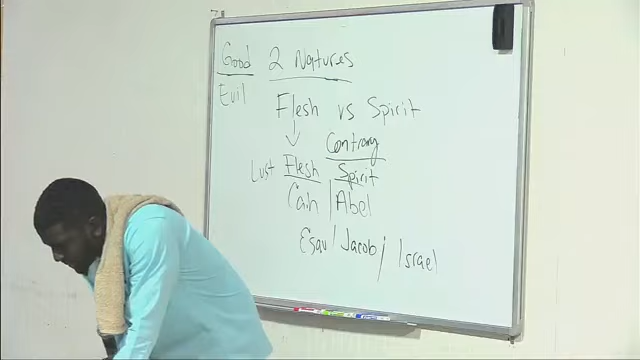 Good 2 Natures
Evil
Flesh vs Spirit
Contrary
Lust Flesh Spirit
Cain | Abel
Esau / Jacob / Israel